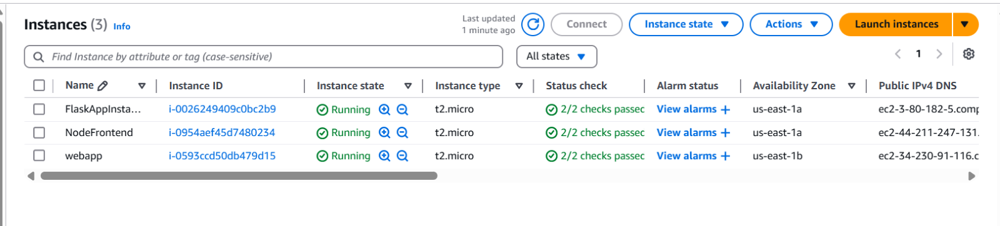 Instances (3) Info
Last updated
1 minute ago
Connect
Instance state
Actions
Launch instances
Find Instance by attribute or tag (case-sensitive)
All states
1
Name Instance ID Instance state Instance type Status check Alarm status Availability Zone Public IPv4 DNS
FlaskAppInsta... i-0026249409c0bc2b9 Running t2.micro 2/2 checks passed View alarms + us-east-1a ec2-3-80-182-5.comp
NodeFrontend i-0954aef45d7480234 Running t2.micro 2/2 checks passed View alarms + us-east-1a ec2-44-211-247-131.
webapp i-0593ccd50db479d15 Running t2.micro 2/2 checks passed View alarms + us-east-1b ec2-34-230-91-116.c